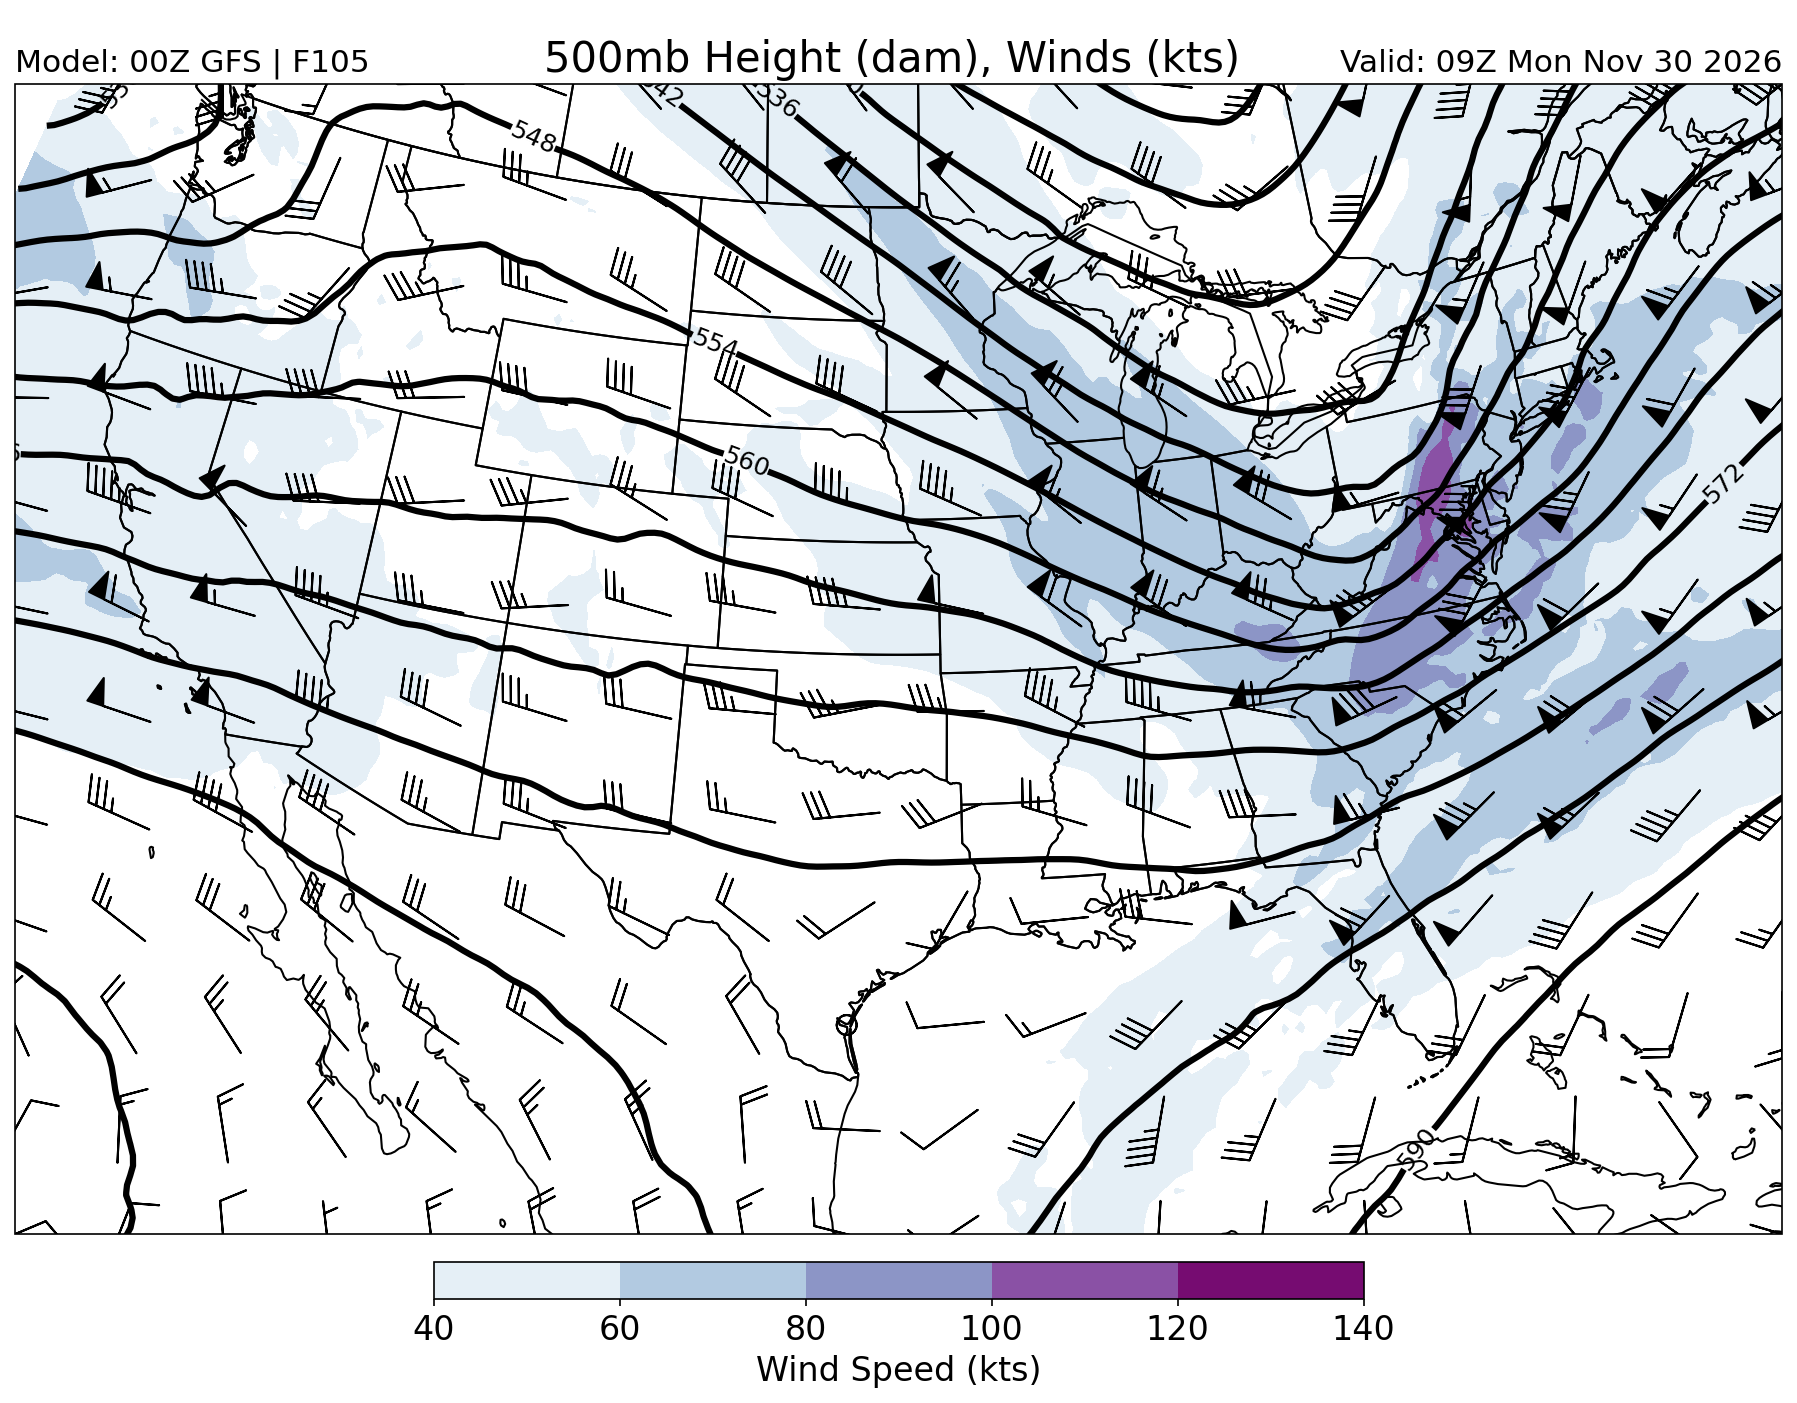 Model: 00Z GFS | F105
500mb Height (dam), Winds (kts)
Valid: 09Z Mon Nov 30 2026
548
536
554
560
572
590
40 60 80 100 120 140
Wind Speed (kts)